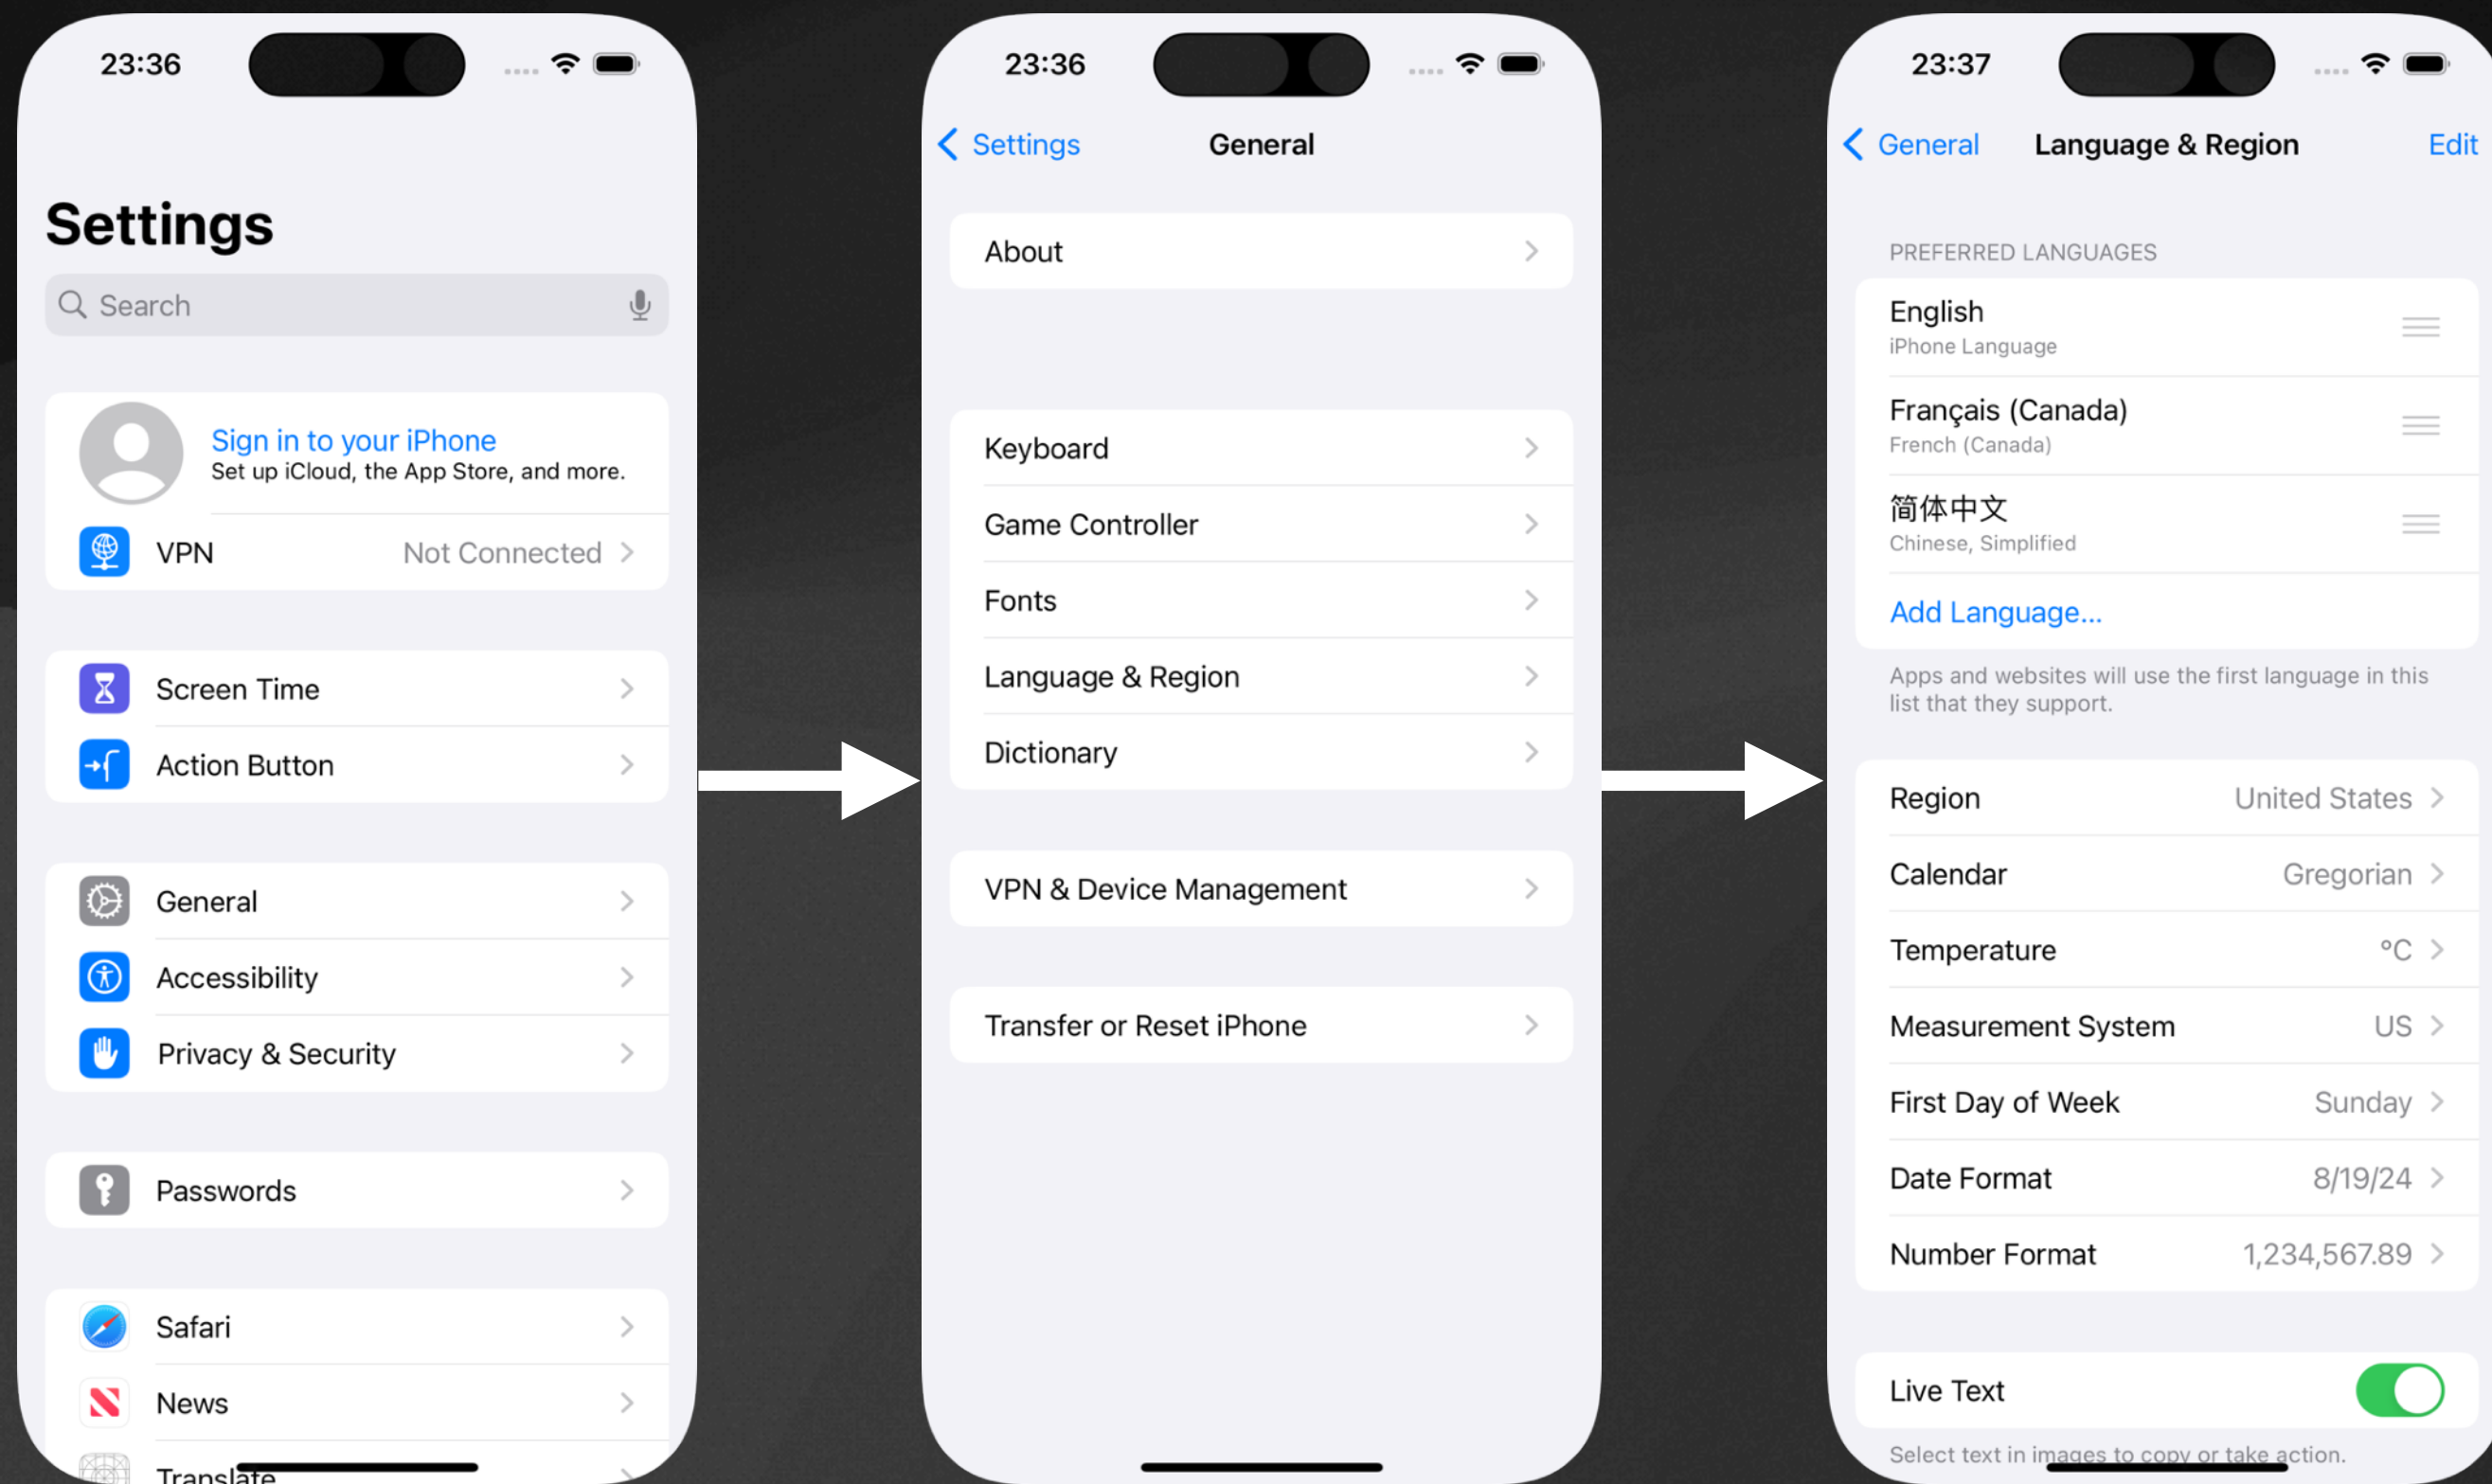 23:36
Settings
Search
Sign in to your iPhone
Set up iCloud, the App Store, and more.
VPN Not Connected
Screen Time
Action Button
General
Accessibility
Privacy & Security
Passwords
Safari
News
Translate
23:36
Settings General
About
Keyboard
Game Controller
Fonts
Language & Region
Dictionary
VPN & Device Management
Transfer or Reset iPhone
23:37
General Language & Region Edit
PREFERRED LANGUAGES
English
iPhone Language
Français (Canada)
French (Canada)
简体中文
Chinese, Simplified
Add Language...
Apps and websites will use the first language in this
list that they support.
Region United States
Calendar Gregorian
Temperature °C
Measurement System US
First Day of Week Sunday
Date Format 8/19/24
Number Format 1,234,567.89
Live Text
Select text in images to copy or take action.